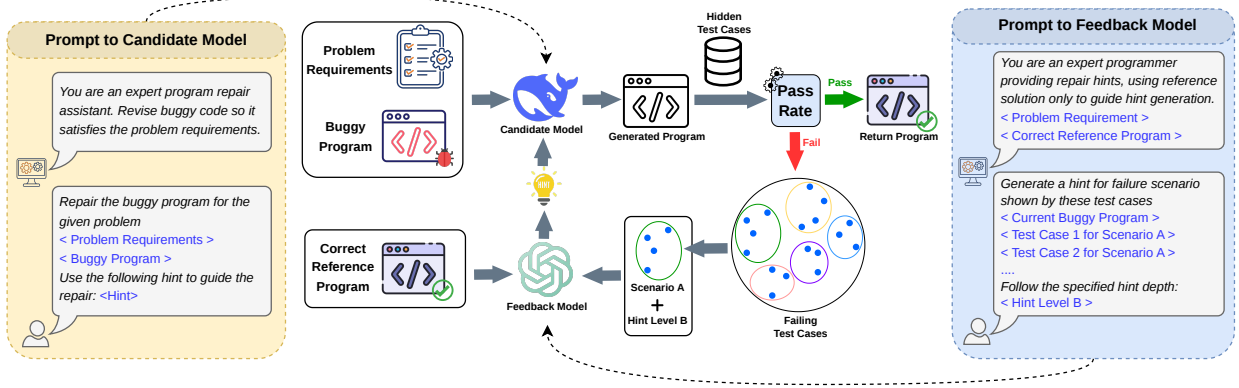 Prompt to Candidate Model
You are an expert program repair
assistant. Revise buggy code so it
satisfies the problem requirements.
Repair the buggy program for the
given problem
< Problem Requirements >
< Buggy Program >
Use the following hint to guide the
repair: <Hint>
Problem
Requirements
Buggy
Program
Correct
Reference
Program
Candidate Model
HINT
Feedback Model
Generated Program
Hidden
Test Cases
Pass
Rate
Pass
Fail
Return Program
Scenario A
+
Hint Level B
Failing
Test Cases
Prompt to Feedback Model
You are an expert programmer
providing repair hints, using reference
solution only to guide hint generation.
< Problem Requirement >
< Correct Reference Program >
Generate a hint for failure scenario
shown by these test cases
< Current Buggy Program >
< Test Case 1 for Scenario A >
< Test Case 2 for Scenario A >
....
Follow the specified hint depth:
< Hint Level B >